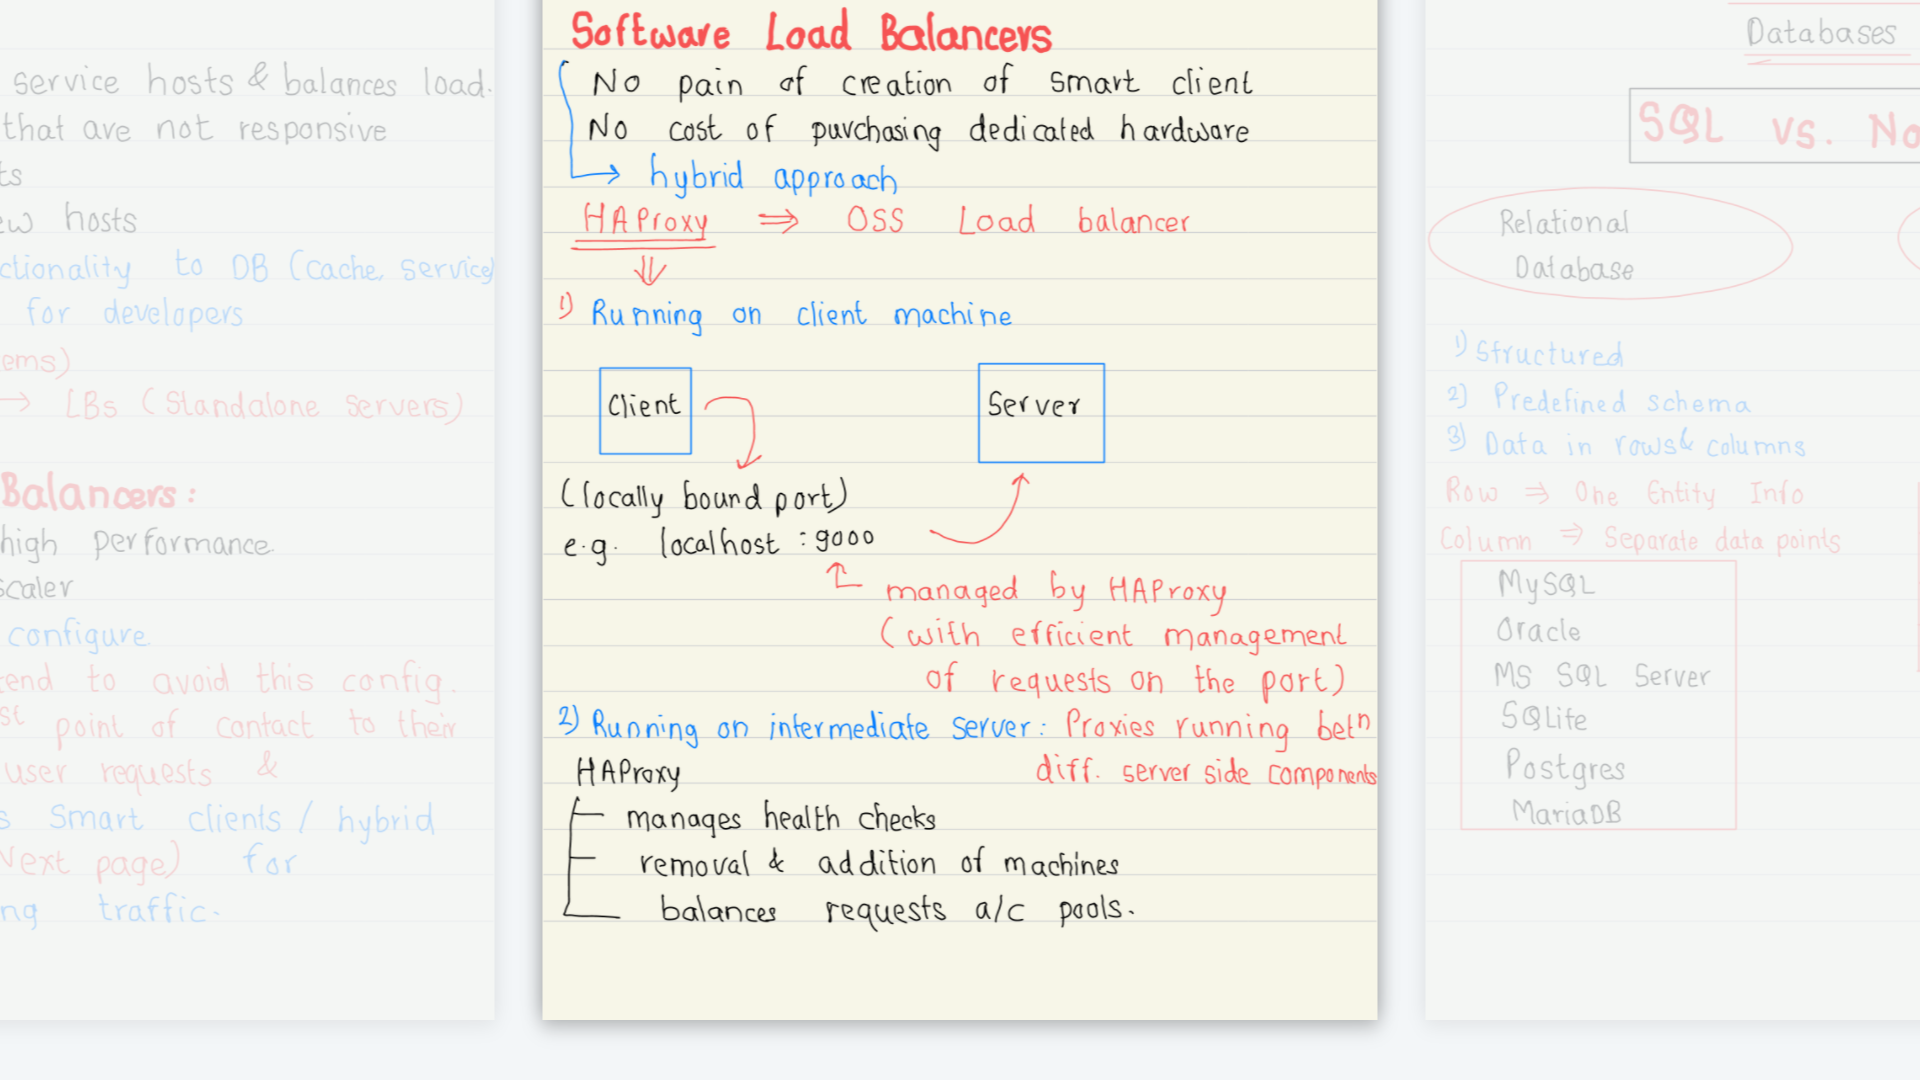 service hosts & balances load.
that are not responsive
ts
ew hosts
ctionality to DB (cache, service)
for developers
ems)
→ LBs (Standalone servers)
Balancers:
high performance
scaler
configure
tend to avoid this config.
st point of contact to their
user requests &
s Smart clients / hybrid
Next page) for
ng traffic.
Software Load Balancers
No pain of creation of smart client
No cost of purchasing dedicated hardware
→ hybrid approach
HAProxy ⇒ OSS Load balancer
1) Running on client machine
Client
Server
(locally bound port)
e.g. localhost :9000
managed by HAProxy
(with efficient management
of requests on the port)
2) Running on intermediate server: Proxies running betn
diff. server side components
HAProxy
manages health checks
removal & addition of machines
balances requests a/c pools.
Databases
SQL vs. No
Relational
Database
1) Structured
2) Predefined schema
3) Data in rows & columns
Row ⇒ One Entity Info
Column ⇒ Separate data points
MySQL
Oracle
MS SQL Server
SQLite
Postgres
MariaDB